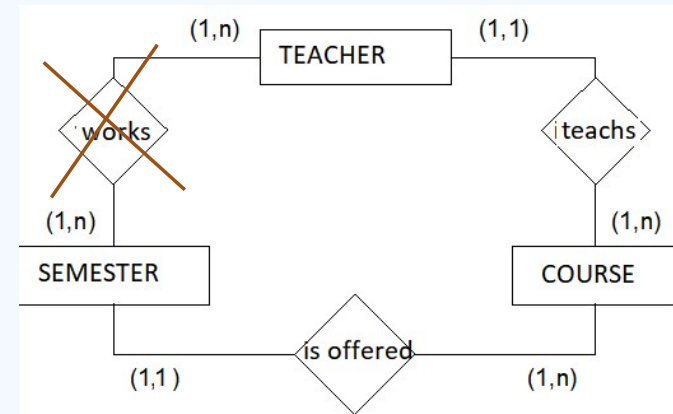 (1,n)
TEACHER
(1,1)
works
teachs
(1,n)
(1,n)
SEMESTER
COURSE
is offered
(1,1)
(1,n)